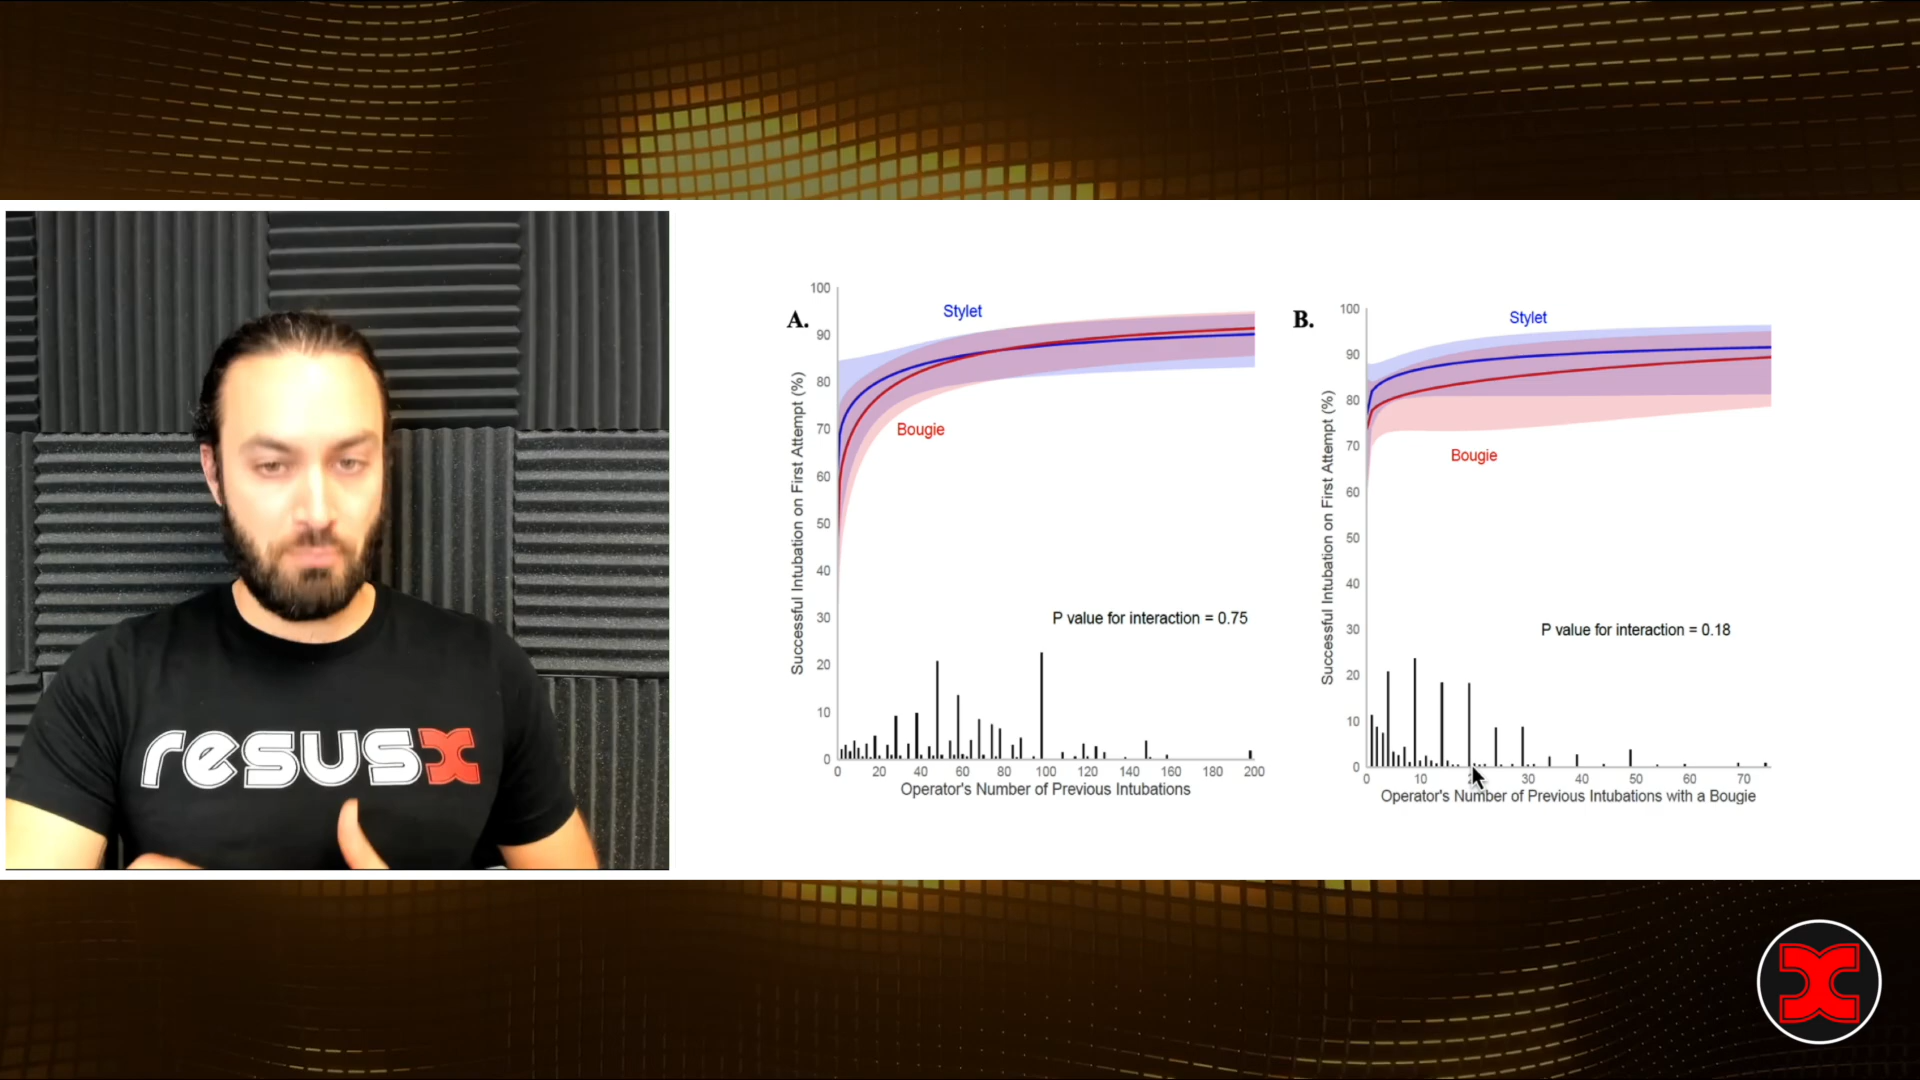 resusx
A.
Stylet
Bougie
P value for interaction = 0.75
Successful Intubation on First Attempt (%)
100
90
80
70
60
50
40
30
20
10
0
0 20 40 60 80 100 120 140 160 180 200
Operator's Number of Previous Intubations
B.
Stylet
Bougie
P value for interaction = 0.18
Successful Intubation on First Attempt (%)
100
90
80
70
60
50
40
30
20
10
0
0 10 30 40 50 60 70
Operator's Number of Previous Intubations with a Bougie
X